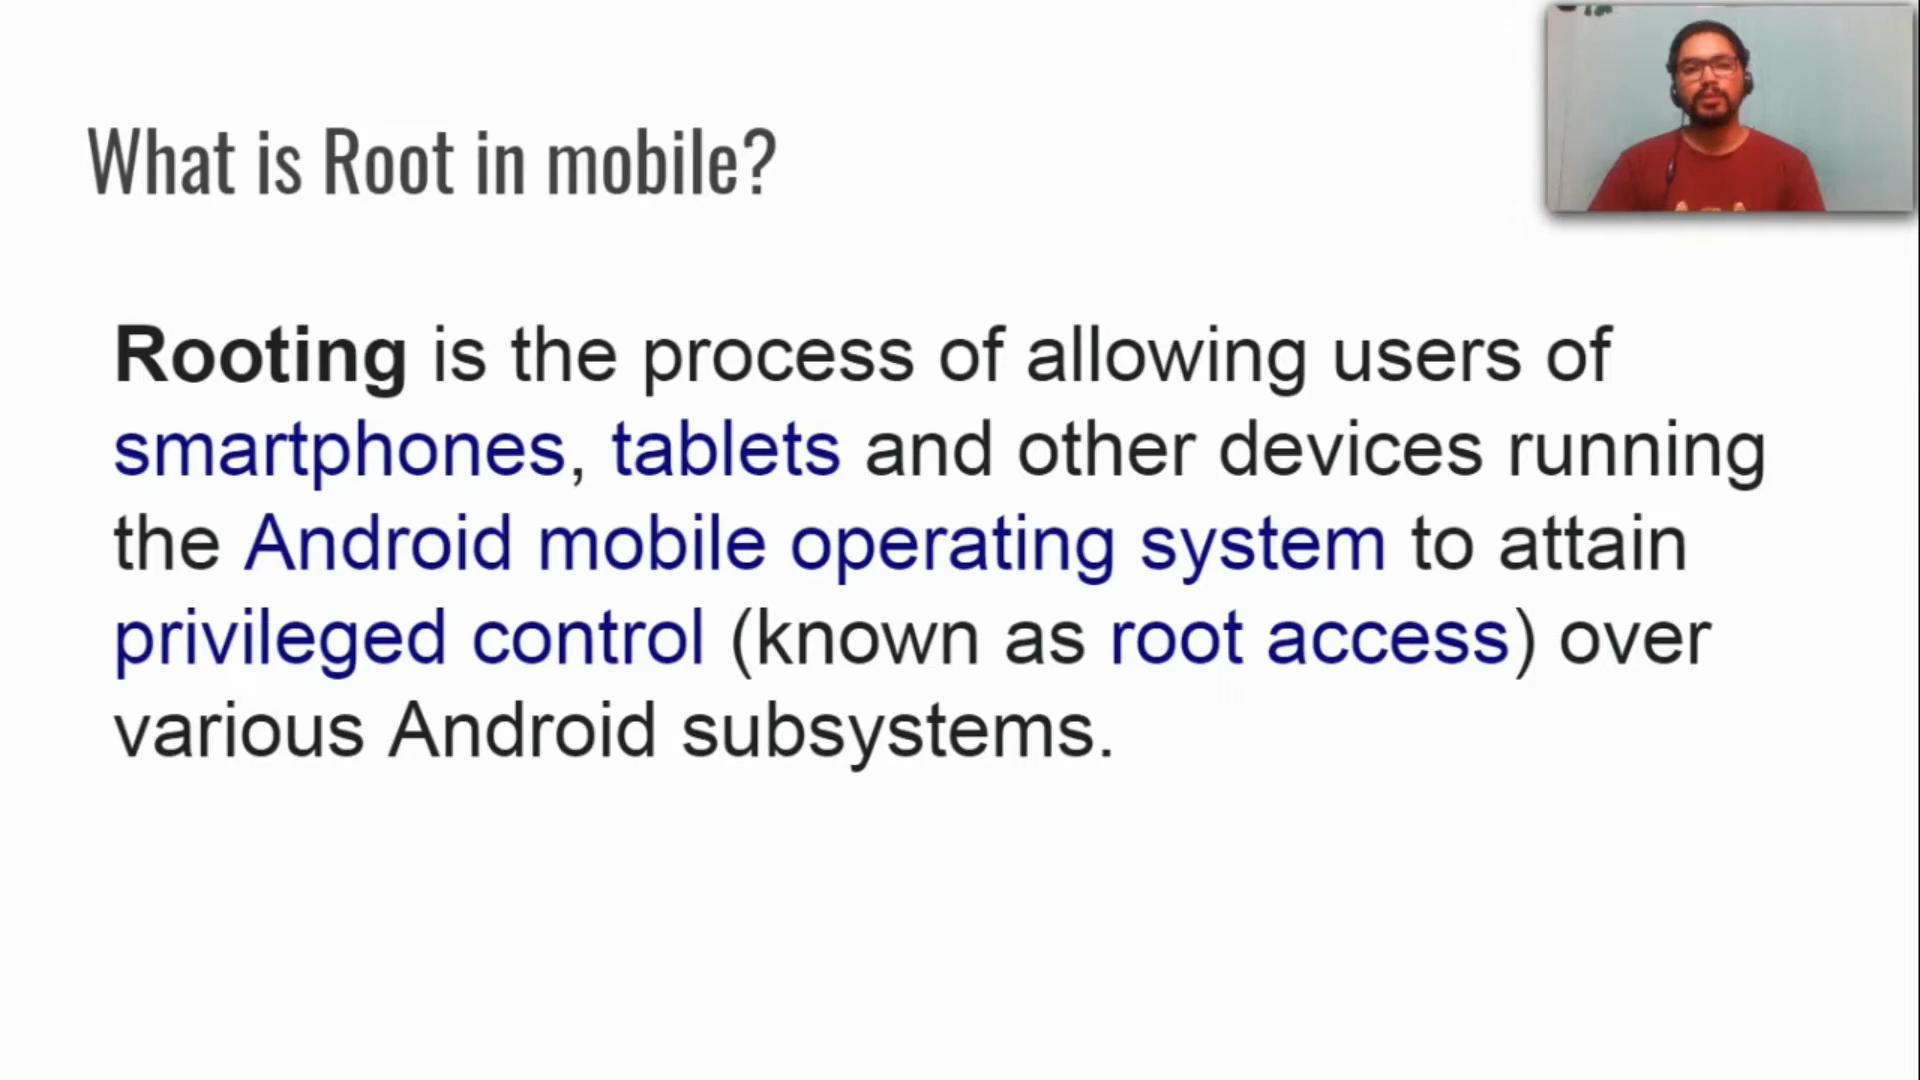 What is Root in mobile?
Rooting is the process of allowing users of
smartphones, tablets and other devices running
the Android mobile operating system to attain
privileged control (known as root access) over
various Android subsystems.